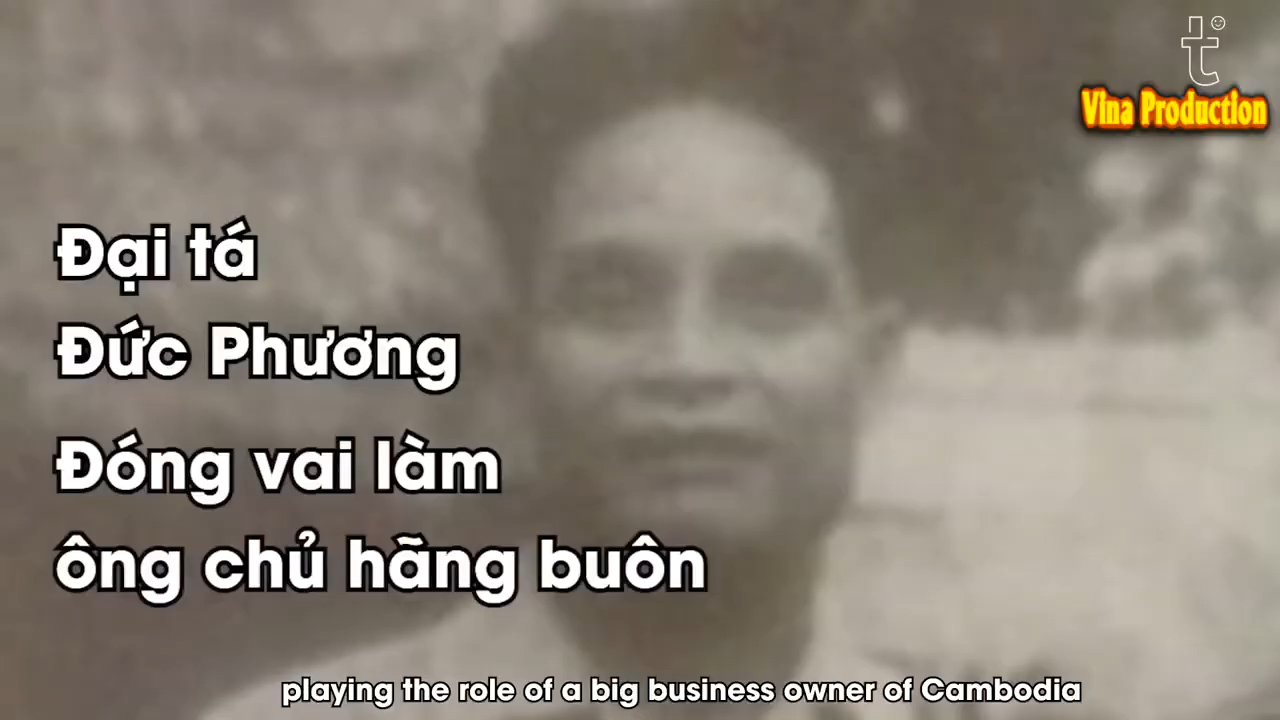 t
Vina Production
Đại tá
Đức Phương
Đóng vai làm
ông chủ hãng buôn
playing the role of a big business owner of Cambodia